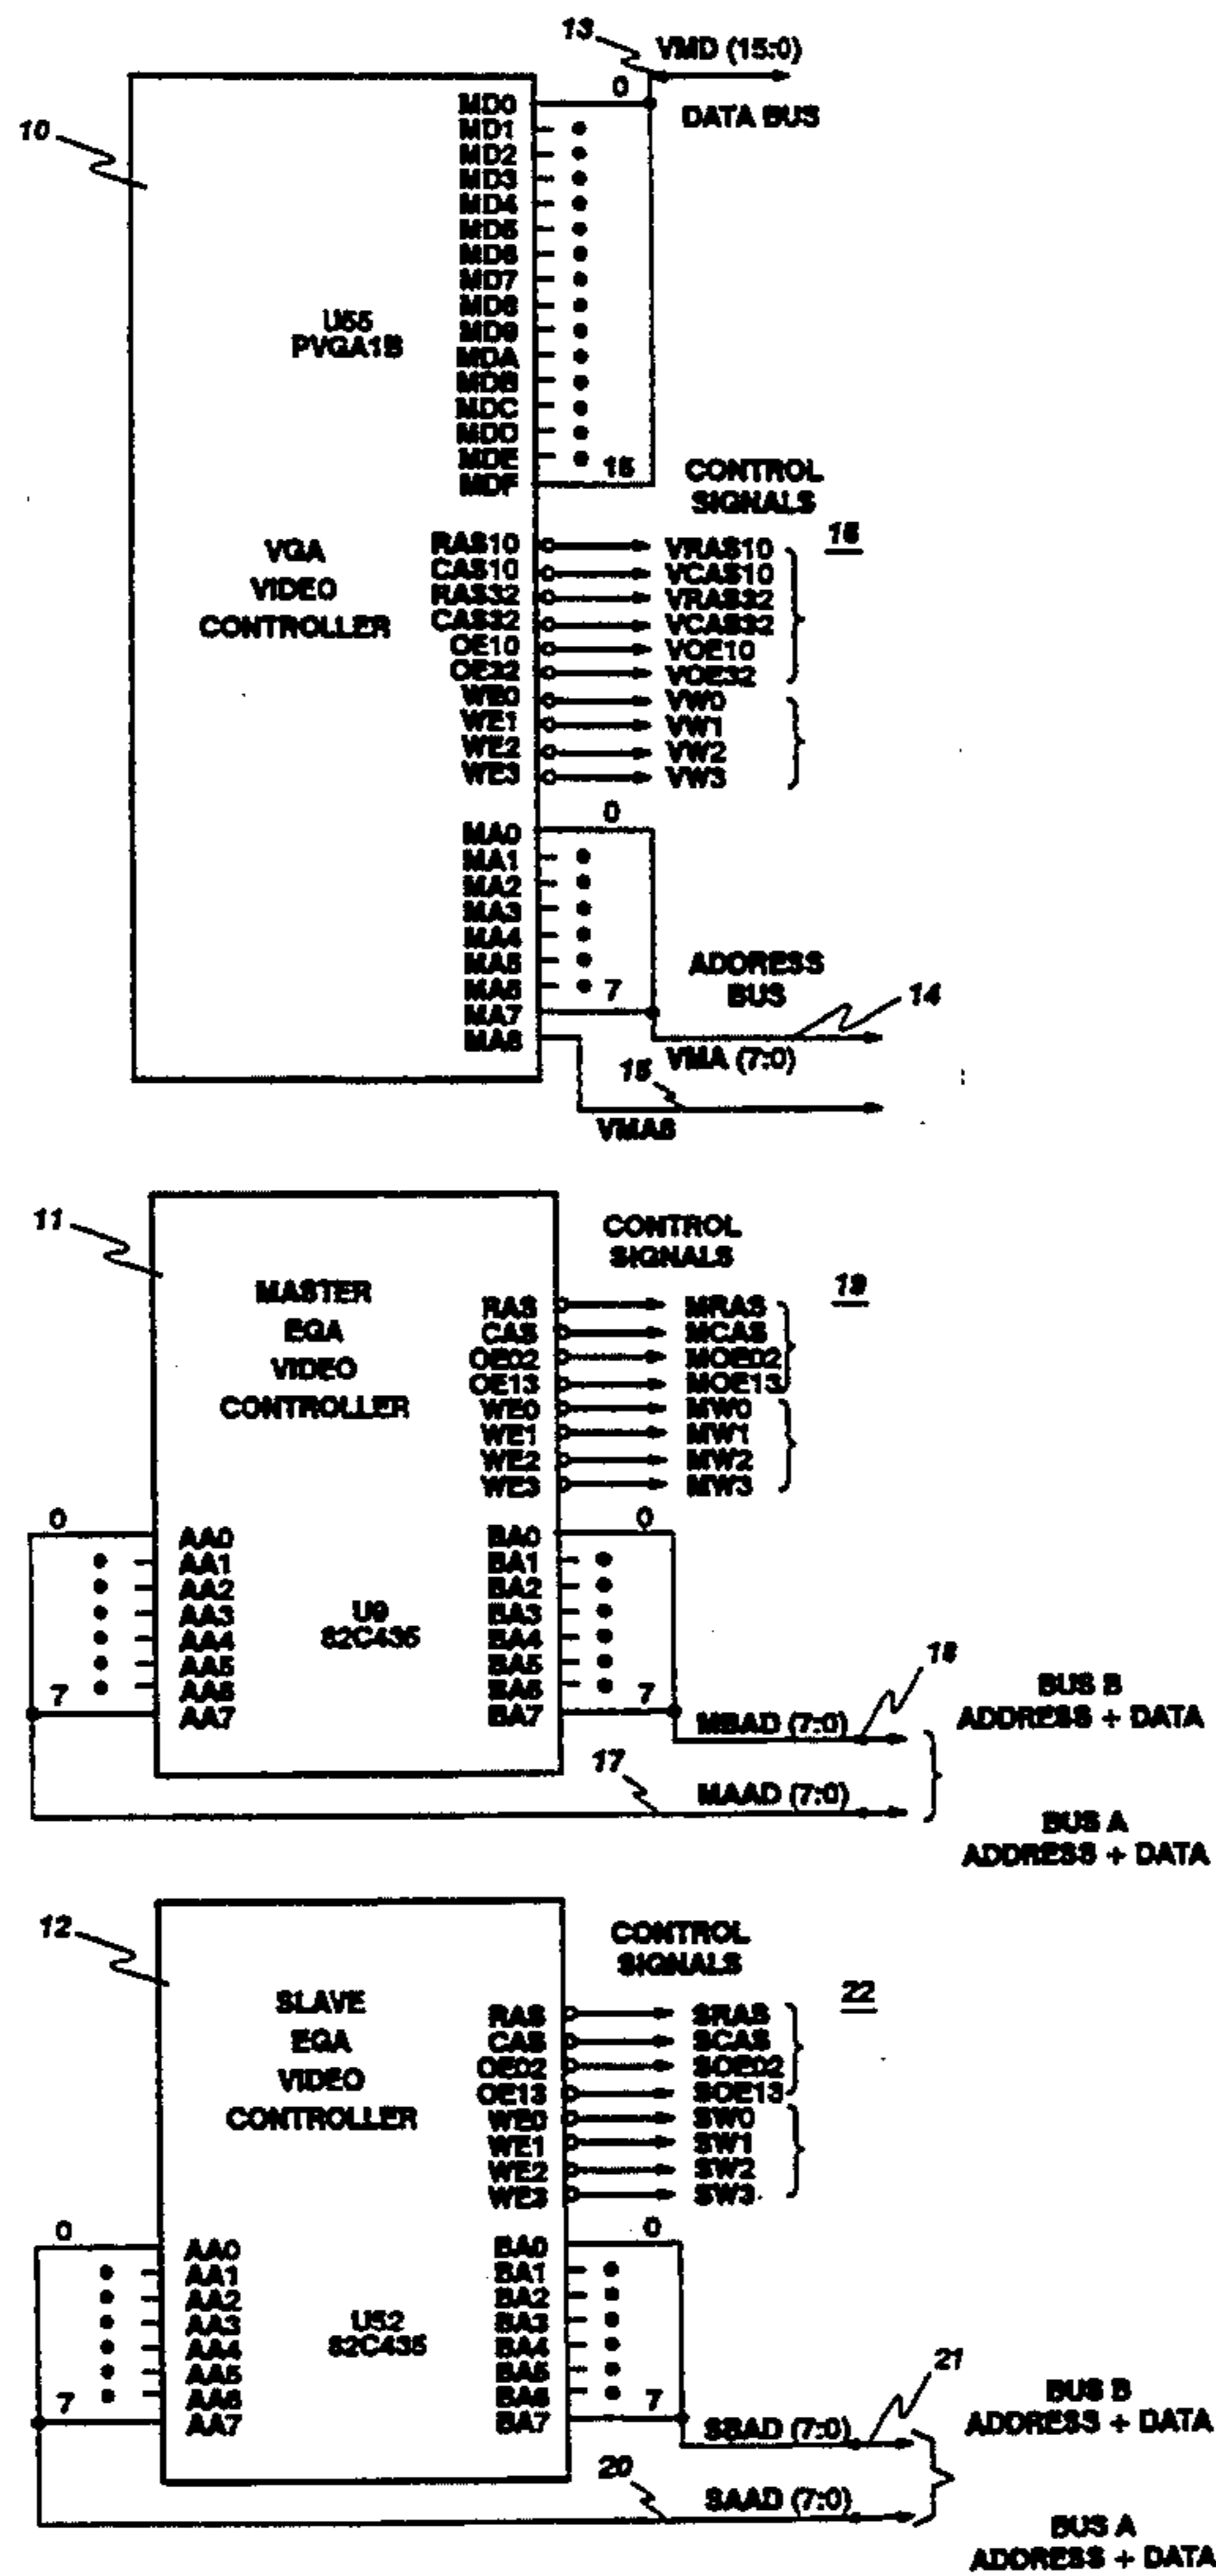 13
VMD (15:0)
DATA BUS
10
0
MD0
MD1
MD2
MD3
MD4
MD5
MD6
MD7
MD8
MD9
MDA
MDB
MDC
MDD
MDE
MDF
15
U55
PVGA1B
VGA
VIDEO
CONTROLLER
CONTROL
SIGNALS
16
RAS10 VRAS10
CAS10 VCAS10
RAS32 VRAS32
CAS32 VCAS32
OE10 VOE10
OE32 VOE32
WE0 VW0
WE1 VW1
WE2 VW2
WE3 VW3
0
MA0
MA1
MA2
MA3
MA4
MA5
MA6
MA7
MA8
7
ADDRESS
BUS
14
VMA (7:0)
15
VMA8
11
MASTER
EGA
VIDEO
CONTROLLER
CONTROL
SIGNALS
19
RAS MRAS
CAS MCAS
OE02 MOE02
OE13 MOE13
WE0 MW0
WE1 MW1
WE2 MW2
WE3 MW3
0 AA0 BA0 0
AA1 BA1
AA2 BA2
AA3 BA3
AA4 BA4
AA5 BA5
AA6 BA6
7 AA7 BA7 7
U9
82C435
18
MBAD (7:0)
BUS B
ADDRESS + DATA
17
MAAD (7:0)
BUS A
ADDRESS + DATA
12
SLAVE
EGA
VIDEO
CONTROLLER
CONTROL
SIGNALS
22
RAS SRAS
CAS SCAS
OE02 SOE02
OE13 SOE13
WE0 SW0
WE1 SW1
WE2 SW2
WE3 SW3
0 AA0 BA0 0
AA1 BA1
AA2 BA2
AA3 BA3
AA4 BA4
AA5 BA5
AA6 BA6
7 AA7 BA7 7
U52
82C435
21
SBAD (7:0)
BUS B
ADDRESS + DATA
20
SAAD (7:0)
BUS A
ADDRESS + DATA